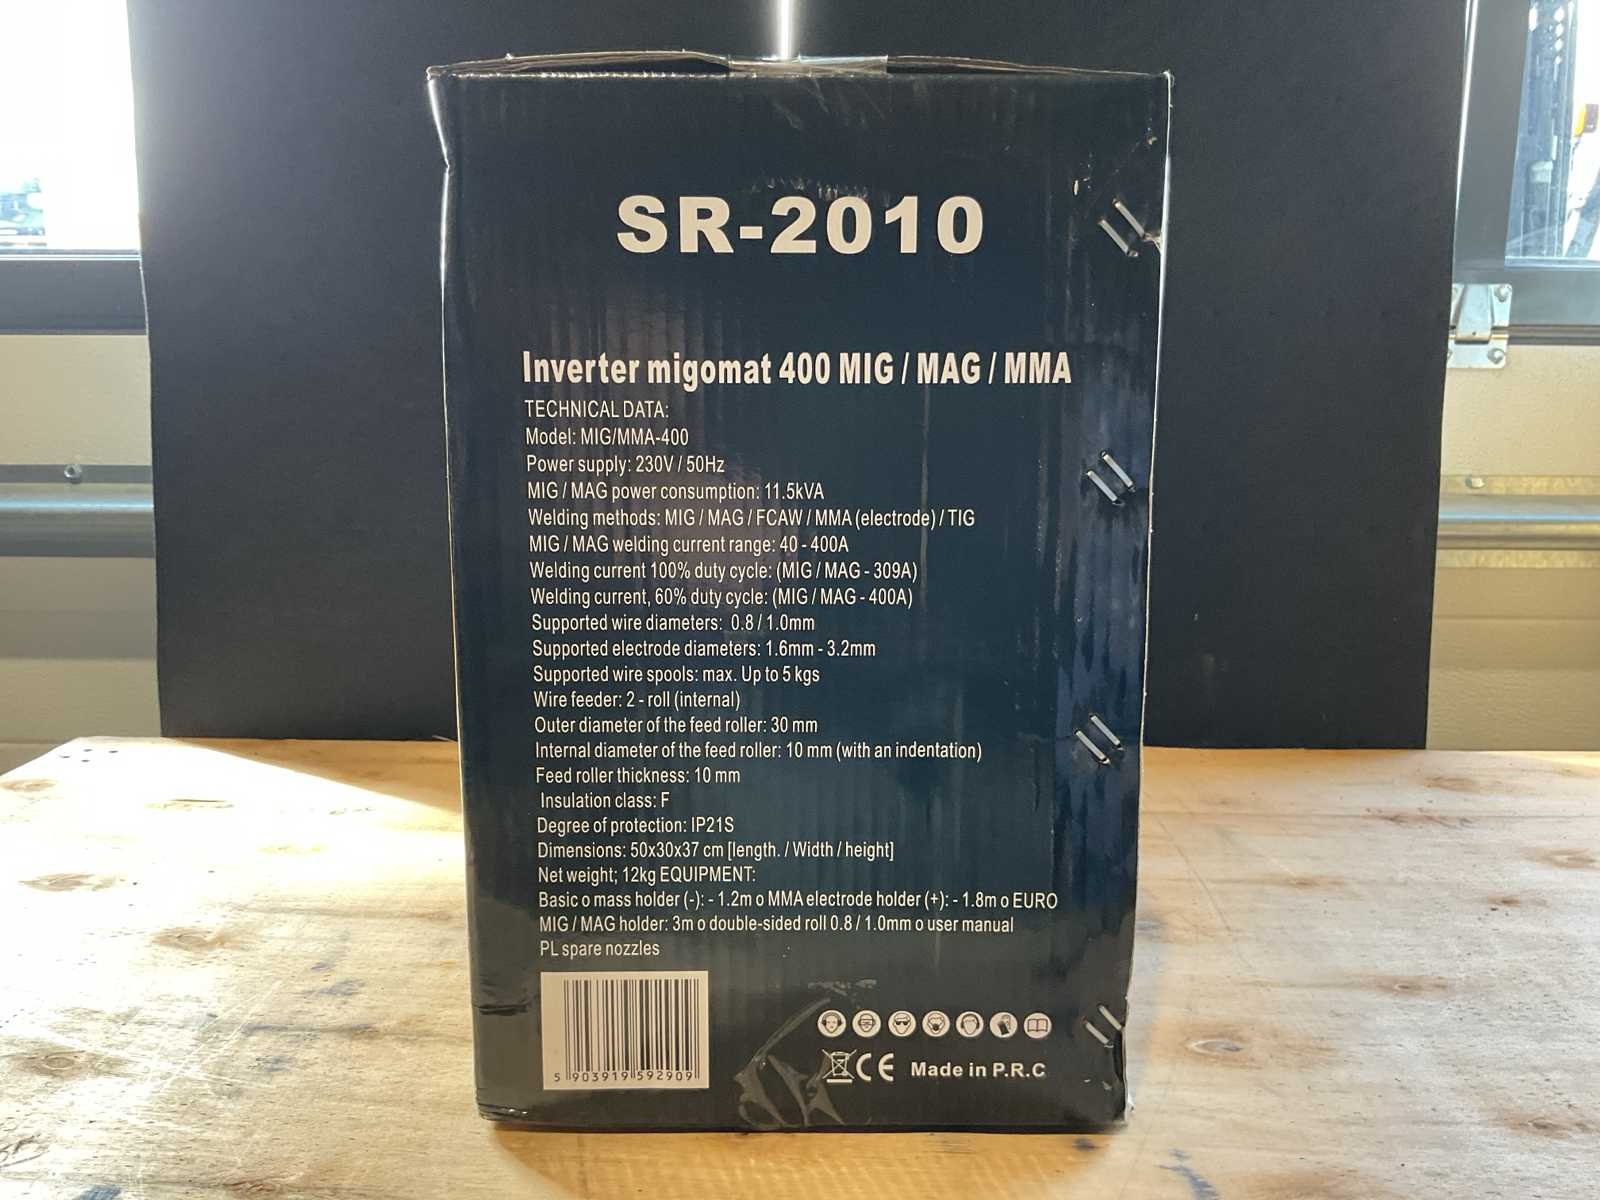 SR-2010
Inverter migomat 400 MIG / MAG / MMA
TECHNICAL DATA:
Model: MIG/MMA-400
Power supply: 230V / 50Hz
MIG / MAG power consumption: 11.5kVA
Welding methods: MIG / MAG / FCAW / MMA (electrode) / TIG
MIG / MAG welding current range: 40 - 400A
Welding current 100% duty cycle: (MIG / MAG - 309A)
Welding current, 60% duty cycle: (MIG / MAG - 400A)
Supported wire diameters: 0.8 / 1.0mm
Supported electrode diameters: 1.6mm - 3.2mm
Supported wire spools: max. Up to 5 kgs
Wire feeder: 2 - roll (internal)
Outer diameter of the feed roller: 30 mm
Internal diameter of the feed roller: 10 mm (with an indentation)
Feed roller thickness: 10 mm
Insulation class: F
Degree of protection: IP21S
Dimensions: 50x30x37 cm [length. / Width / height]
Net weight; 12kg EQUIPMENT:
Basic o mass holder (-): - 1.2m o MMA electrode holder (+): - 1.8m o EURO
MIG / MAG holder: 3m o double-sided roll 0.8 / 1.0mm o user manual
PL spare nozzles
5 903919 592909
CE Made in P.R.C